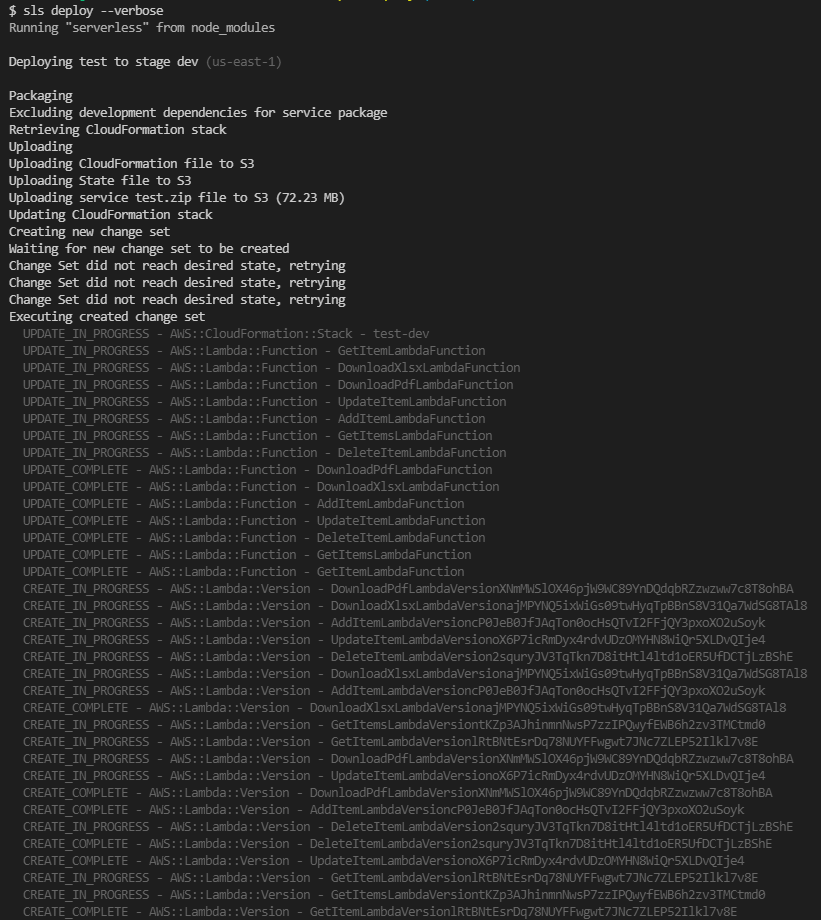 $ sls deploy --verbose
Running "serverless" from node_modules
Deploying test to stage dev (us-east-1)
Packaging
Excluding development dependencies for service package
Retrieving CloudFormation stack
Uploading
Uploading CloudFormation file to S3
Uploading State file to S3
Uploading service test.zip file to S3 (72.23 MB)
Updating CloudFormation stack
Creating new change set
Waiting for new change set to be created
Change Set did not reach desired state, retrying
Change Set did not reach desired state, retrying
Change Set did not reach desired state, retrying
Executing created change set
UPDATE_IN_PROGRESS - AWS::CloudFormation::Stack - test-dev
UPDATE_IN_PROGRESS - AWS::Lambda::Function - GetItemLambdaFunction
UPDATE_IN_PROGRESS - AWS::Lambda::Function - DownloadXlsxLambdaFunction
UPDATE_IN_PROGRESS - AWS::Lambda::Function - DownloadPdfLambdaFunction
UPDATE_IN_PROGRESS - AWS::Lambda::Function - UpdateItemLambdaFunction
UPDATE_IN_PROGRESS - AWS::Lambda::Function - AddItemLambdaFunction
UPDATE_IN_PROGRESS - AWS::Lambda::Function - GetItemsLambdaFunction
UPDATE_IN_PROGRESS - AWS::Lambda::Function - DeleteItemLambdaFunction
UPDATE_COMPLETE - AWS::Lambda::Function - DownloadPdfLambdaFunction
UPDATE_COMPLETE - AWS::Lambda::Function - DownloadXlsxLambdaFunction
UPDATE_COMPLETE - AWS::Lambda::Function - AddItemLambdaFunction
UPDATE_COMPLETE - AWS::Lambda::Function - UpdateItemLambdaFunction
UPDATE_COMPLETE - AWS::Lambda::Function - DeleteItemLambdaFunction
UPDATE_COMPLETE - AWS::Lambda::Function - GetItemsLambdaFunction
UPDATE_COMPLETE - AWS::Lambda::Function - GetItemLambdaFunction
CREATE_IN_PROGRESS - AWS::Lambda::Version - DownloadPdfLambdaVersionXNmMWSlOX46pjW9WC89YnDQdqbRZzwzww7c8T8ohBA
CREATE_IN_PROGRESS - AWS::Lambda::Version - DownloadXlsxLambdaVersionajMPYNQ5ixWiGs09twHyqTpBBnS8V31Qa7WdSG8TAl8
CREATE_IN_PROGRESS - AWS::Lambda::Version - AddItemLambdaVersioncP0JeB0JfJAqTon0ocHsQTvI2FFjQY3pxoXO2uSoyk
CREATE_IN_PROGRESS - AWS::Lambda::Version - UpdateItemLambdaVersionoX6P7icRmDyx4rdvUDzOMYHN8WiQr5XLDvQIje4
CREATE_IN_PROGRESS - AWS::Lambda::Version - DeleteItemLambdaVersion2squryJV3TqTkn7D8itHtl4ltd1oER5UfDCTjLzBShE
CREATE_IN_PROGRESS - AWS::Lambda::Version - DownloadXlsxLambdaVersionajMPYNQ5ixWiGs09twHyqTpBBnS8V31Qa7WdSG8TAl8
CREATE_IN_PROGRESS - AWS::Lambda::Version - AddItemLambdaVersioncP0JeB0JfJAqTon0ocHsQTvI2FFjQY3pxoXO2uSoyk
CREATE_COMPLETE - AWS::Lambda::Version - DownloadXlsxLambdaVersionajMPYNQ5ixWiGs09twHyqTpBBnS8V31Qa7WdSG8TAl8
CREATE_IN_PROGRESS - AWS::Lambda::Version - GetItemsLambdaVersiontKZp3AJhinmnNwsP7zzIPQwyfEWB6h2zv3TMCtmd0
CREATE_IN_PROGRESS - AWS::Lambda::Version - GetItemLambdaVersionlRtBNtEsrDq78NUYFFwgwt7JNc7ZLEP52Ilkl7v8E
CREATE_IN_PROGRESS - AWS::Lambda::Version - DownloadPdfLambdaVersionXNmMWSlOX46pjW9WC89YnDQdqbRZzwzww7c8T8ohBA
CREATE_IN_PROGRESS - AWS::Lambda::Version - UpdateItemLambdaVersionoX6P7icRmDyx4rdvUDzOMYHN8WiQr5XLDvQIje4
CREATE_COMPLETE - AWS::Lambda::Version - DownloadPdfLambdaVersionXNmMWSlOX46pjW9WC89YnDQdqbRZzwzww7c8T8ohBA
CREATE_COMPLETE - AWS::Lambda::Version - AddItemLambdaVersioncP0JeB0JfJAqTon0ocHsQTvI2FFjQY3pxoXO2uSoyk
CREATE_IN_PROGRESS - AWS::Lambda::Version - DeleteItemLambdaVersion2squryJV3TqTkn7D8itHtl4ltd1oER5UfDCTjLzBShE
CREATE_COMPLETE - AWS::Lambda::Version - DeleteItemLambdaVersion2squryJV3TqTkn7D8itHtl4ltd1oER5UfDCTjLzBShE
CREATE_COMPLETE - AWS::Lambda::Version - UpdateItemLambdaVersionoX6P7icRmDyx4rdvUDzOMYHN8WiQr5XLDvQIje4
CREATE_IN_PROGRESS - AWS::Lambda::Version - GetItemLambdaVersionlRtBNtEsrDq78NUYFFwgwt7JNc7ZLEP52Ilkl7v8E
CREATE_IN_PROGRESS - AWS::Lambda::Version - GetItemsLambdaVersiontKZp3AJhinmnNwsP7zzIPQwyfEWB6h2zv3TMCtmd0
CREATE_COMPLETE - AWS::Lambda::Version - GetItemLambdaVersionlRtBNtEsrDq78NUYFFwgwt7JNc7ZLEP52Ilkl7v8E